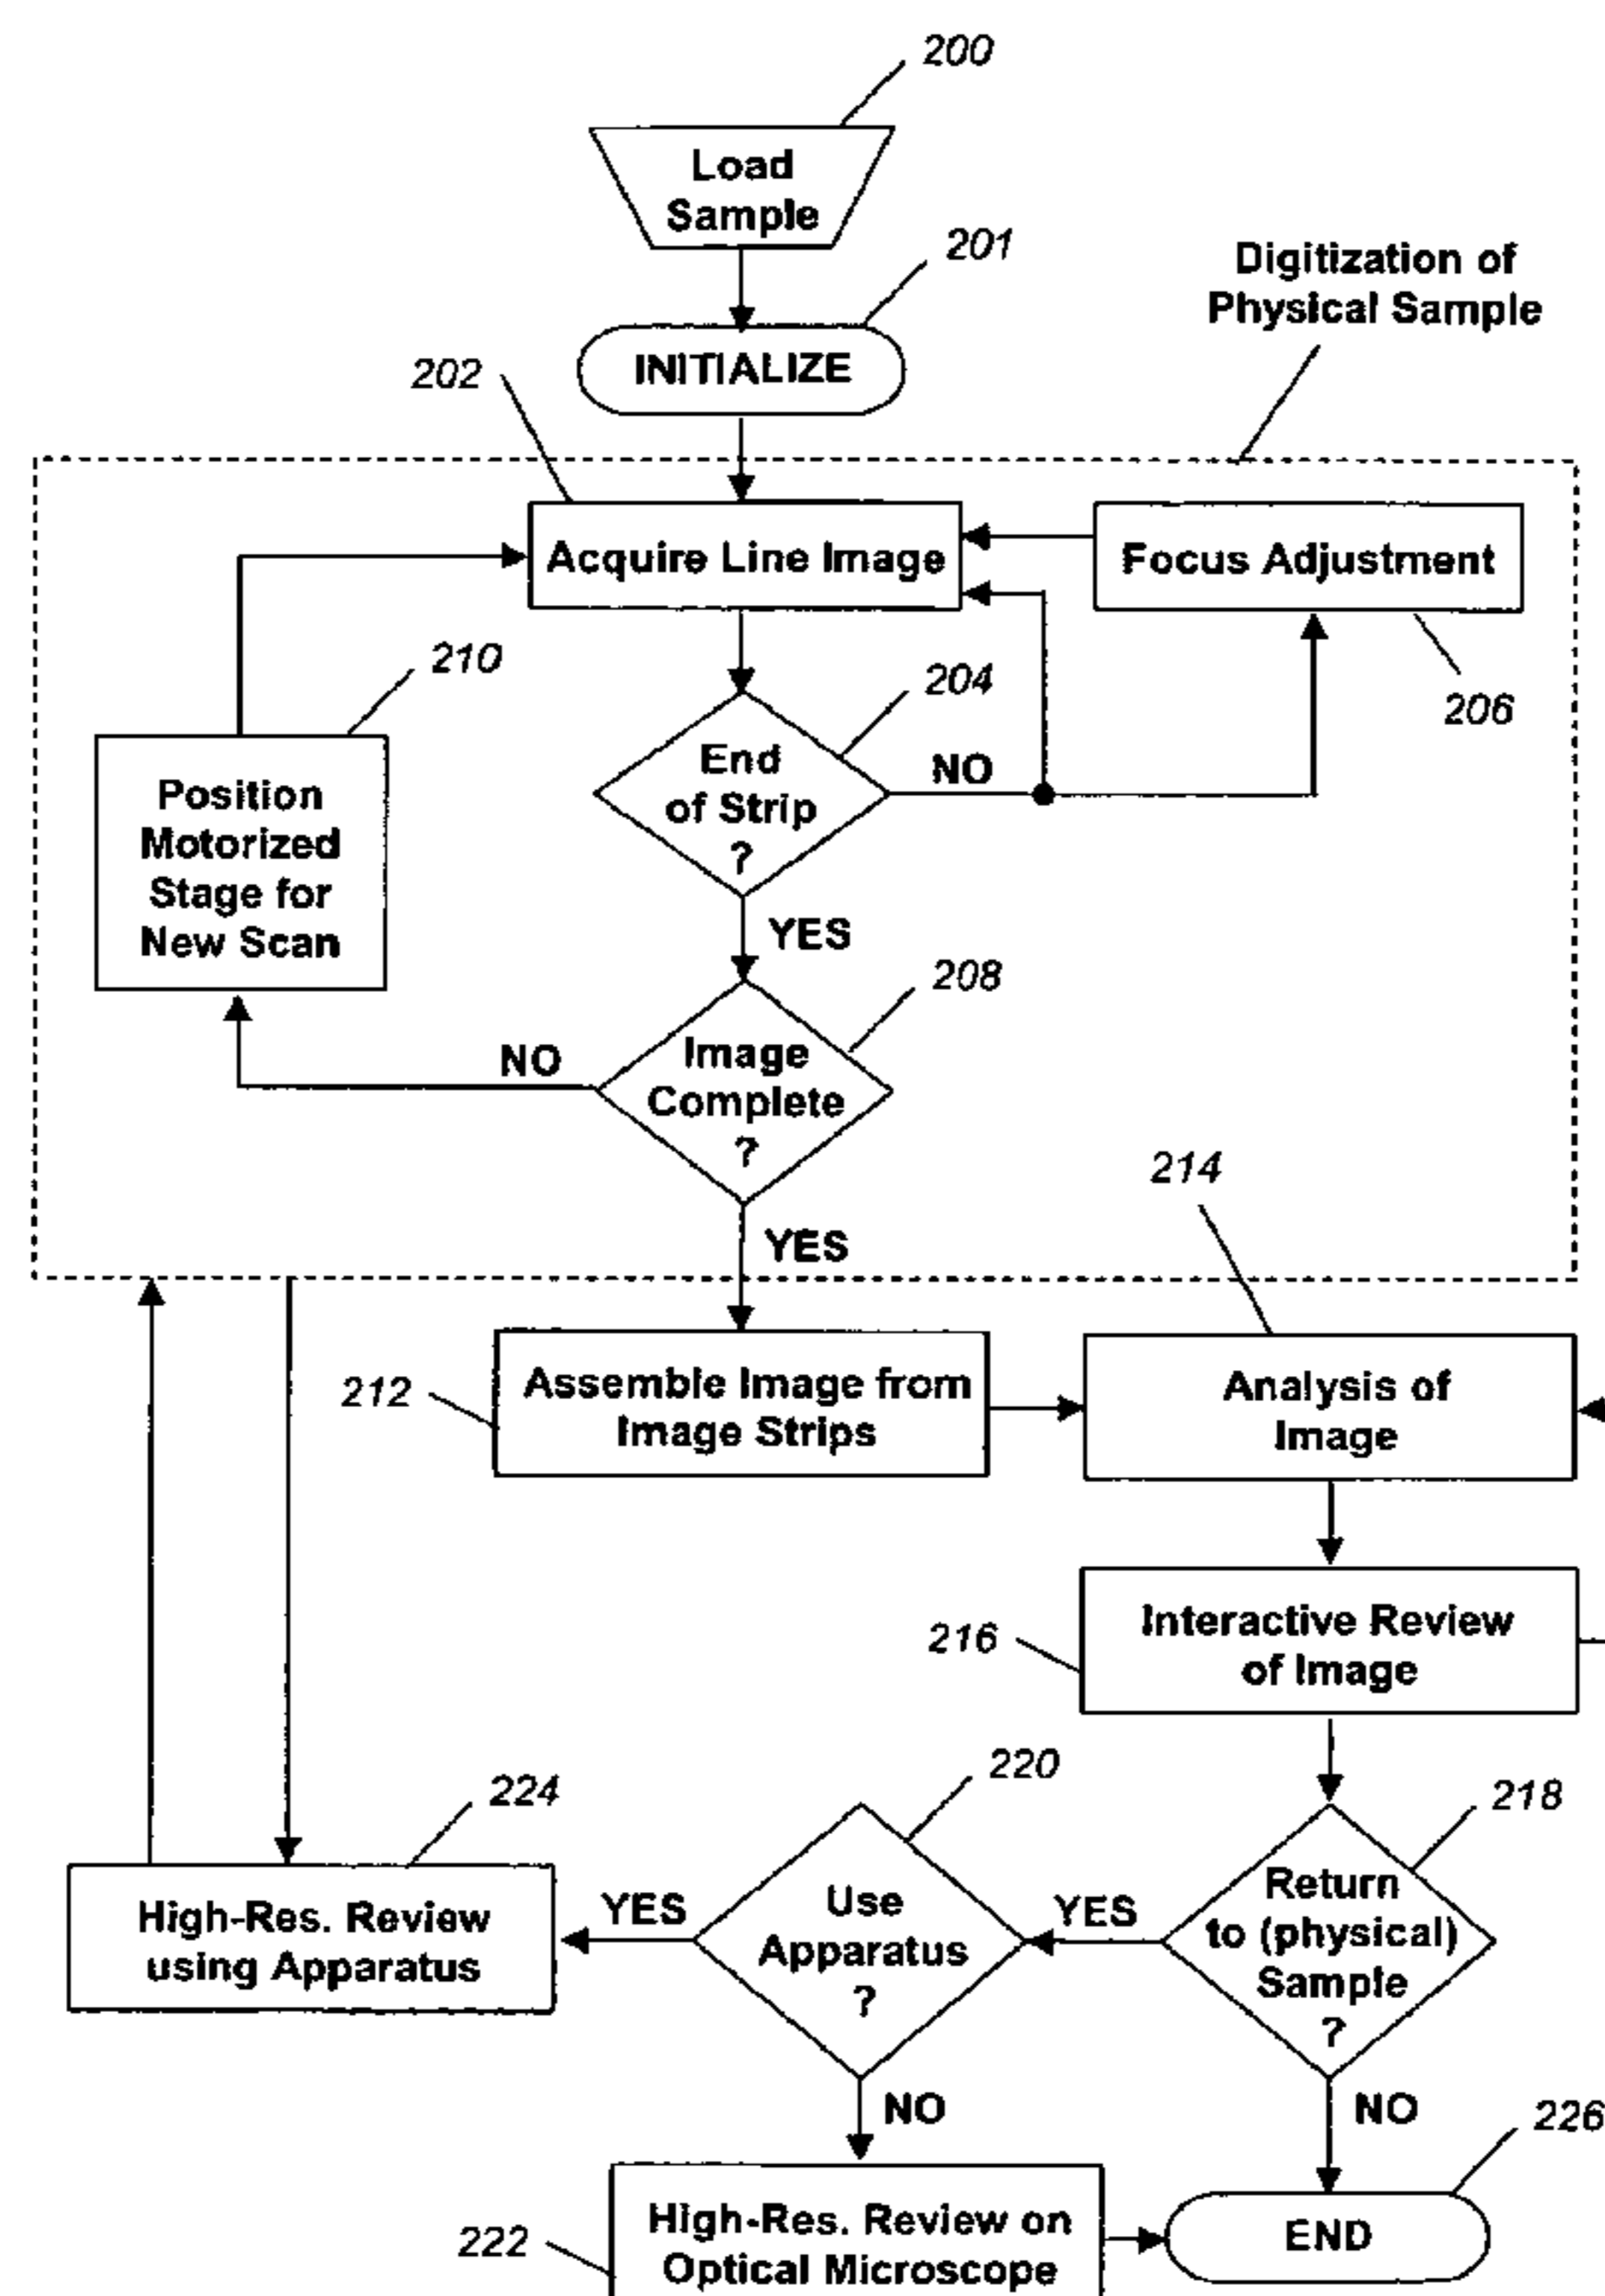 200
Load
Sample
201
INITIALIZE
Digitization of
Physical Sample
202
Acquire Line Image
Focus Adjustment
206
210
Position
Motorized
Stage for
New Scan
204
End
of Strip
?
NO
YES
208
Image
Complete
?
NO
YES
212
Assemble Image from
Image Strips
214
Analysis of
Image
216
Interactive Review
of Image
218
Return
to (physical)
Sample
?
YES
NO
220
Use
Apparatus
?
YES
NO
224
High-Res. Review
using Apparatus
222
High-Res. Review on
Optical Microscope
226
END